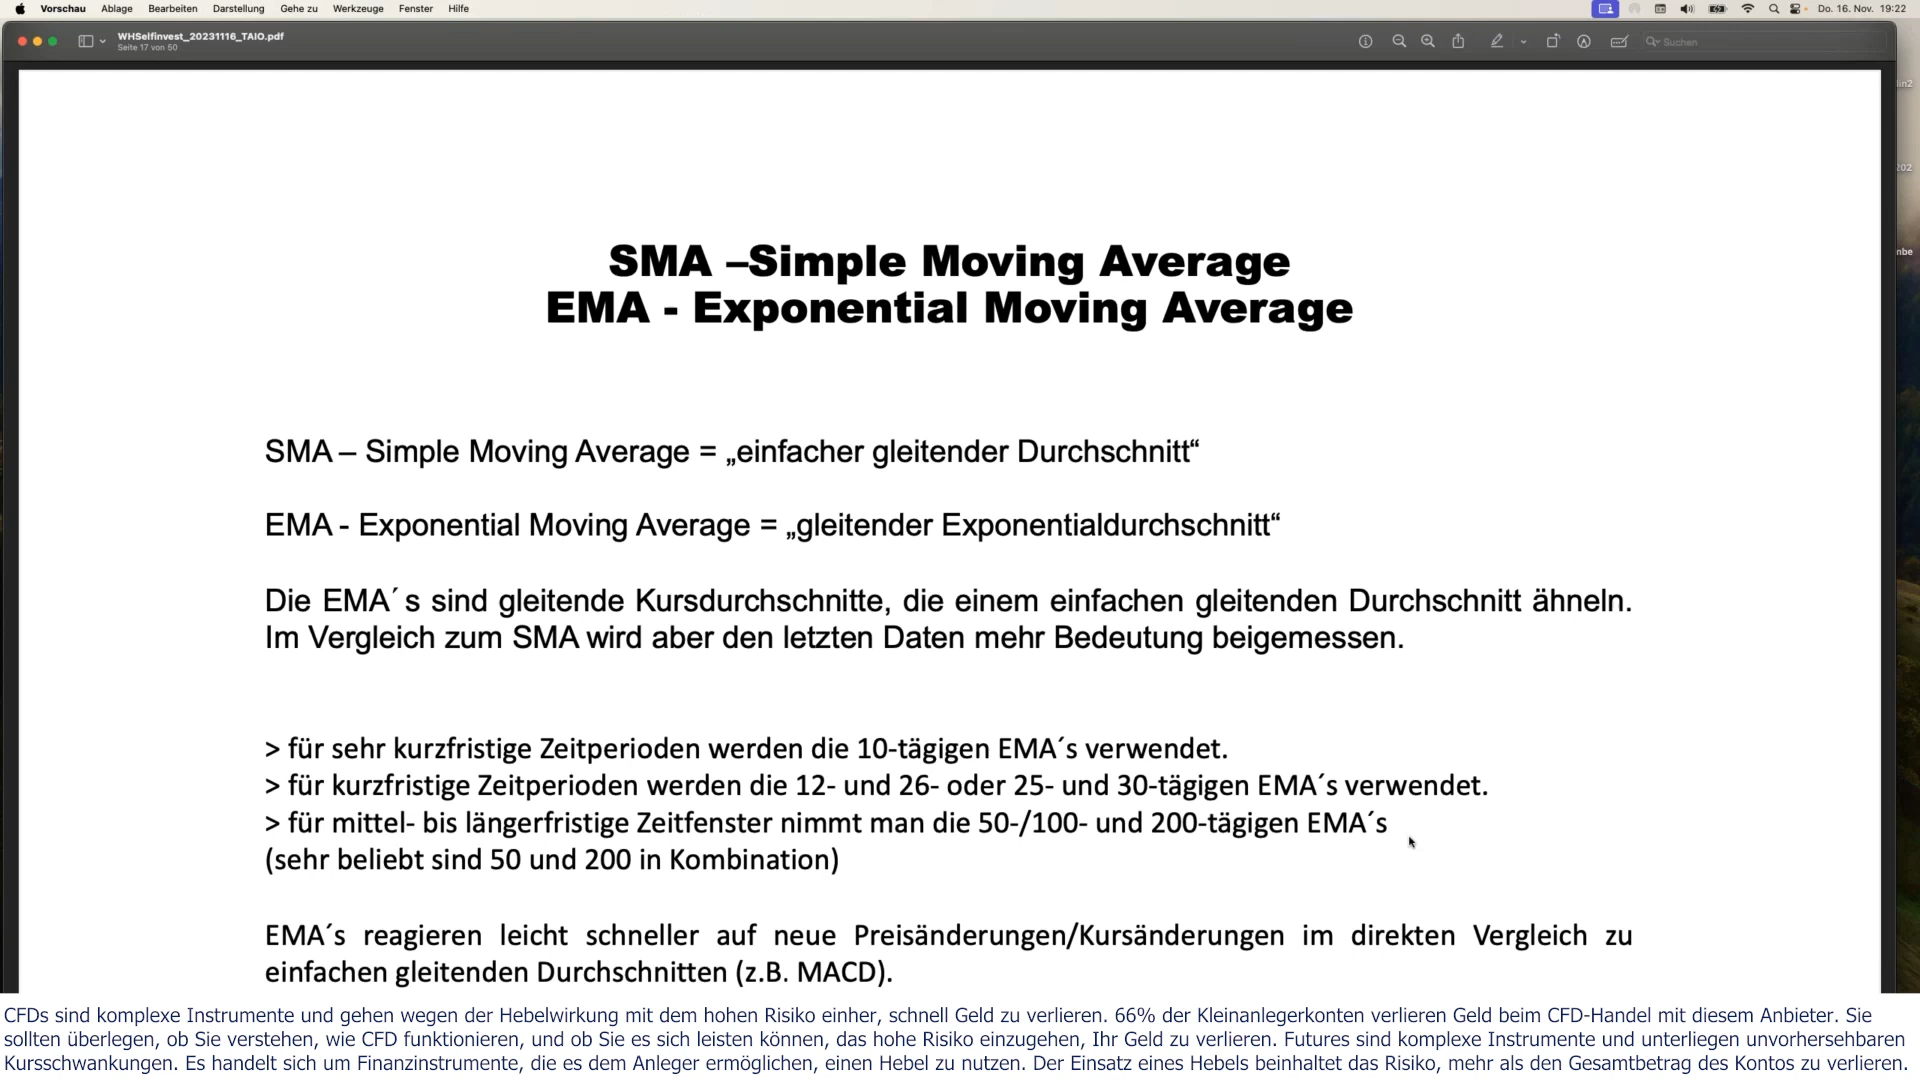 Vorschau Ablage Bearbeiten Darstellung Gehe zu Werkzeuge Fenster Hilfe Do. 16. Nov. 19:22
WHSelfinvest_20231116_TAIO.pdf
Seite 17 von 50
Suchen
SMA –Simple Moving Average
EMA - Exponential Moving Average
SMA – Simple Moving Average = „einfacher gleitender Durchschnitt“
EMA - Exponential Moving Average = „gleitender Exponentialdurchschnitt“
Die EMA´s sind gleitende Kursdurchschnitte, die einem einfachen gleitenden Durchschnitt ähneln.
Im Vergleich zum SMA wird aber den letzten Daten mehr Bedeutung beigemessen.
> für sehr kurzfristige Zeitperioden werden die 10-tägigen EMA´s verwendet.
> für kurzfristige Zeitperioden werden die 12- und 26- oder 25- und 30-tägigen EMA´s verwendet.
> für mittel- bis längerfristige Zeitfenster nimmt man die 50-/100- und 200-tägigen EMA´s
(sehr beliebt sind 50 und 200 in Kombination)
EMA´s reagieren leicht schneller auf neue Preisänderungen/Kursänderungen im direkten Vergleich zu
einfachen gleitenden Durchschnitten (z.B. MACD).
CFDs sind komplexe Instrumente und gehen wegen der Hebelwirkung mit dem hohen Risiko einher, schnell Geld zu verlieren. 66% der Kleinanlegerkonten verlieren Geld beim CFD-Handel mit diesem Anbieter. Sie
sollten überlegen, ob Sie verstehen, wie CFD funktionieren, und ob Sie es sich leisten können, das hohe Risiko einzugehen, Ihr Geld zu verlieren. Futures sind komplexe Instrumente und unterliegen unvorhersehbaren
Kursschwankungen. Es handelt sich um Finanzinstrumente, die es dem Anleger ermöglichen, einen Hebel zu nutzen. Der Einsatz eines Hebels beinhaltet das Risiko, mehr als den Gesamtbetrag des Kontos zu verlieren.